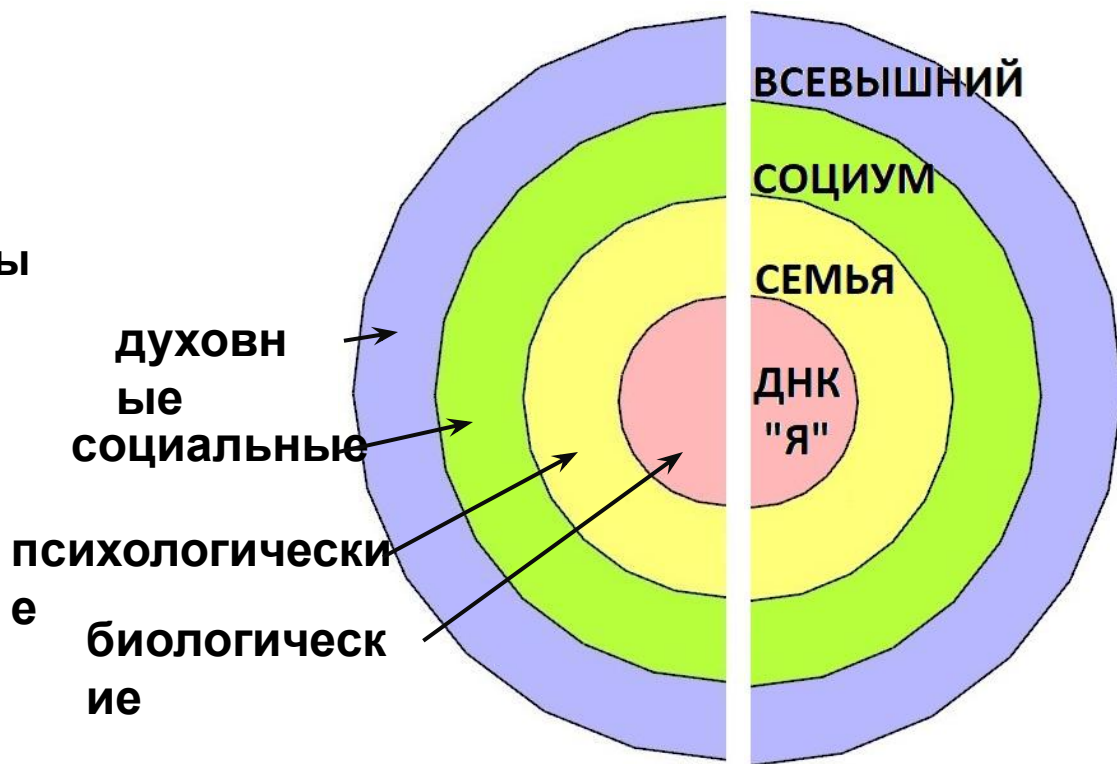 ВСЕВЫШНИЙ
СОЦИУМ
ы
СЕМЬЯ
духовн
ые
ДНК
"Я"
социальные
психологически
е
биологическ
ие